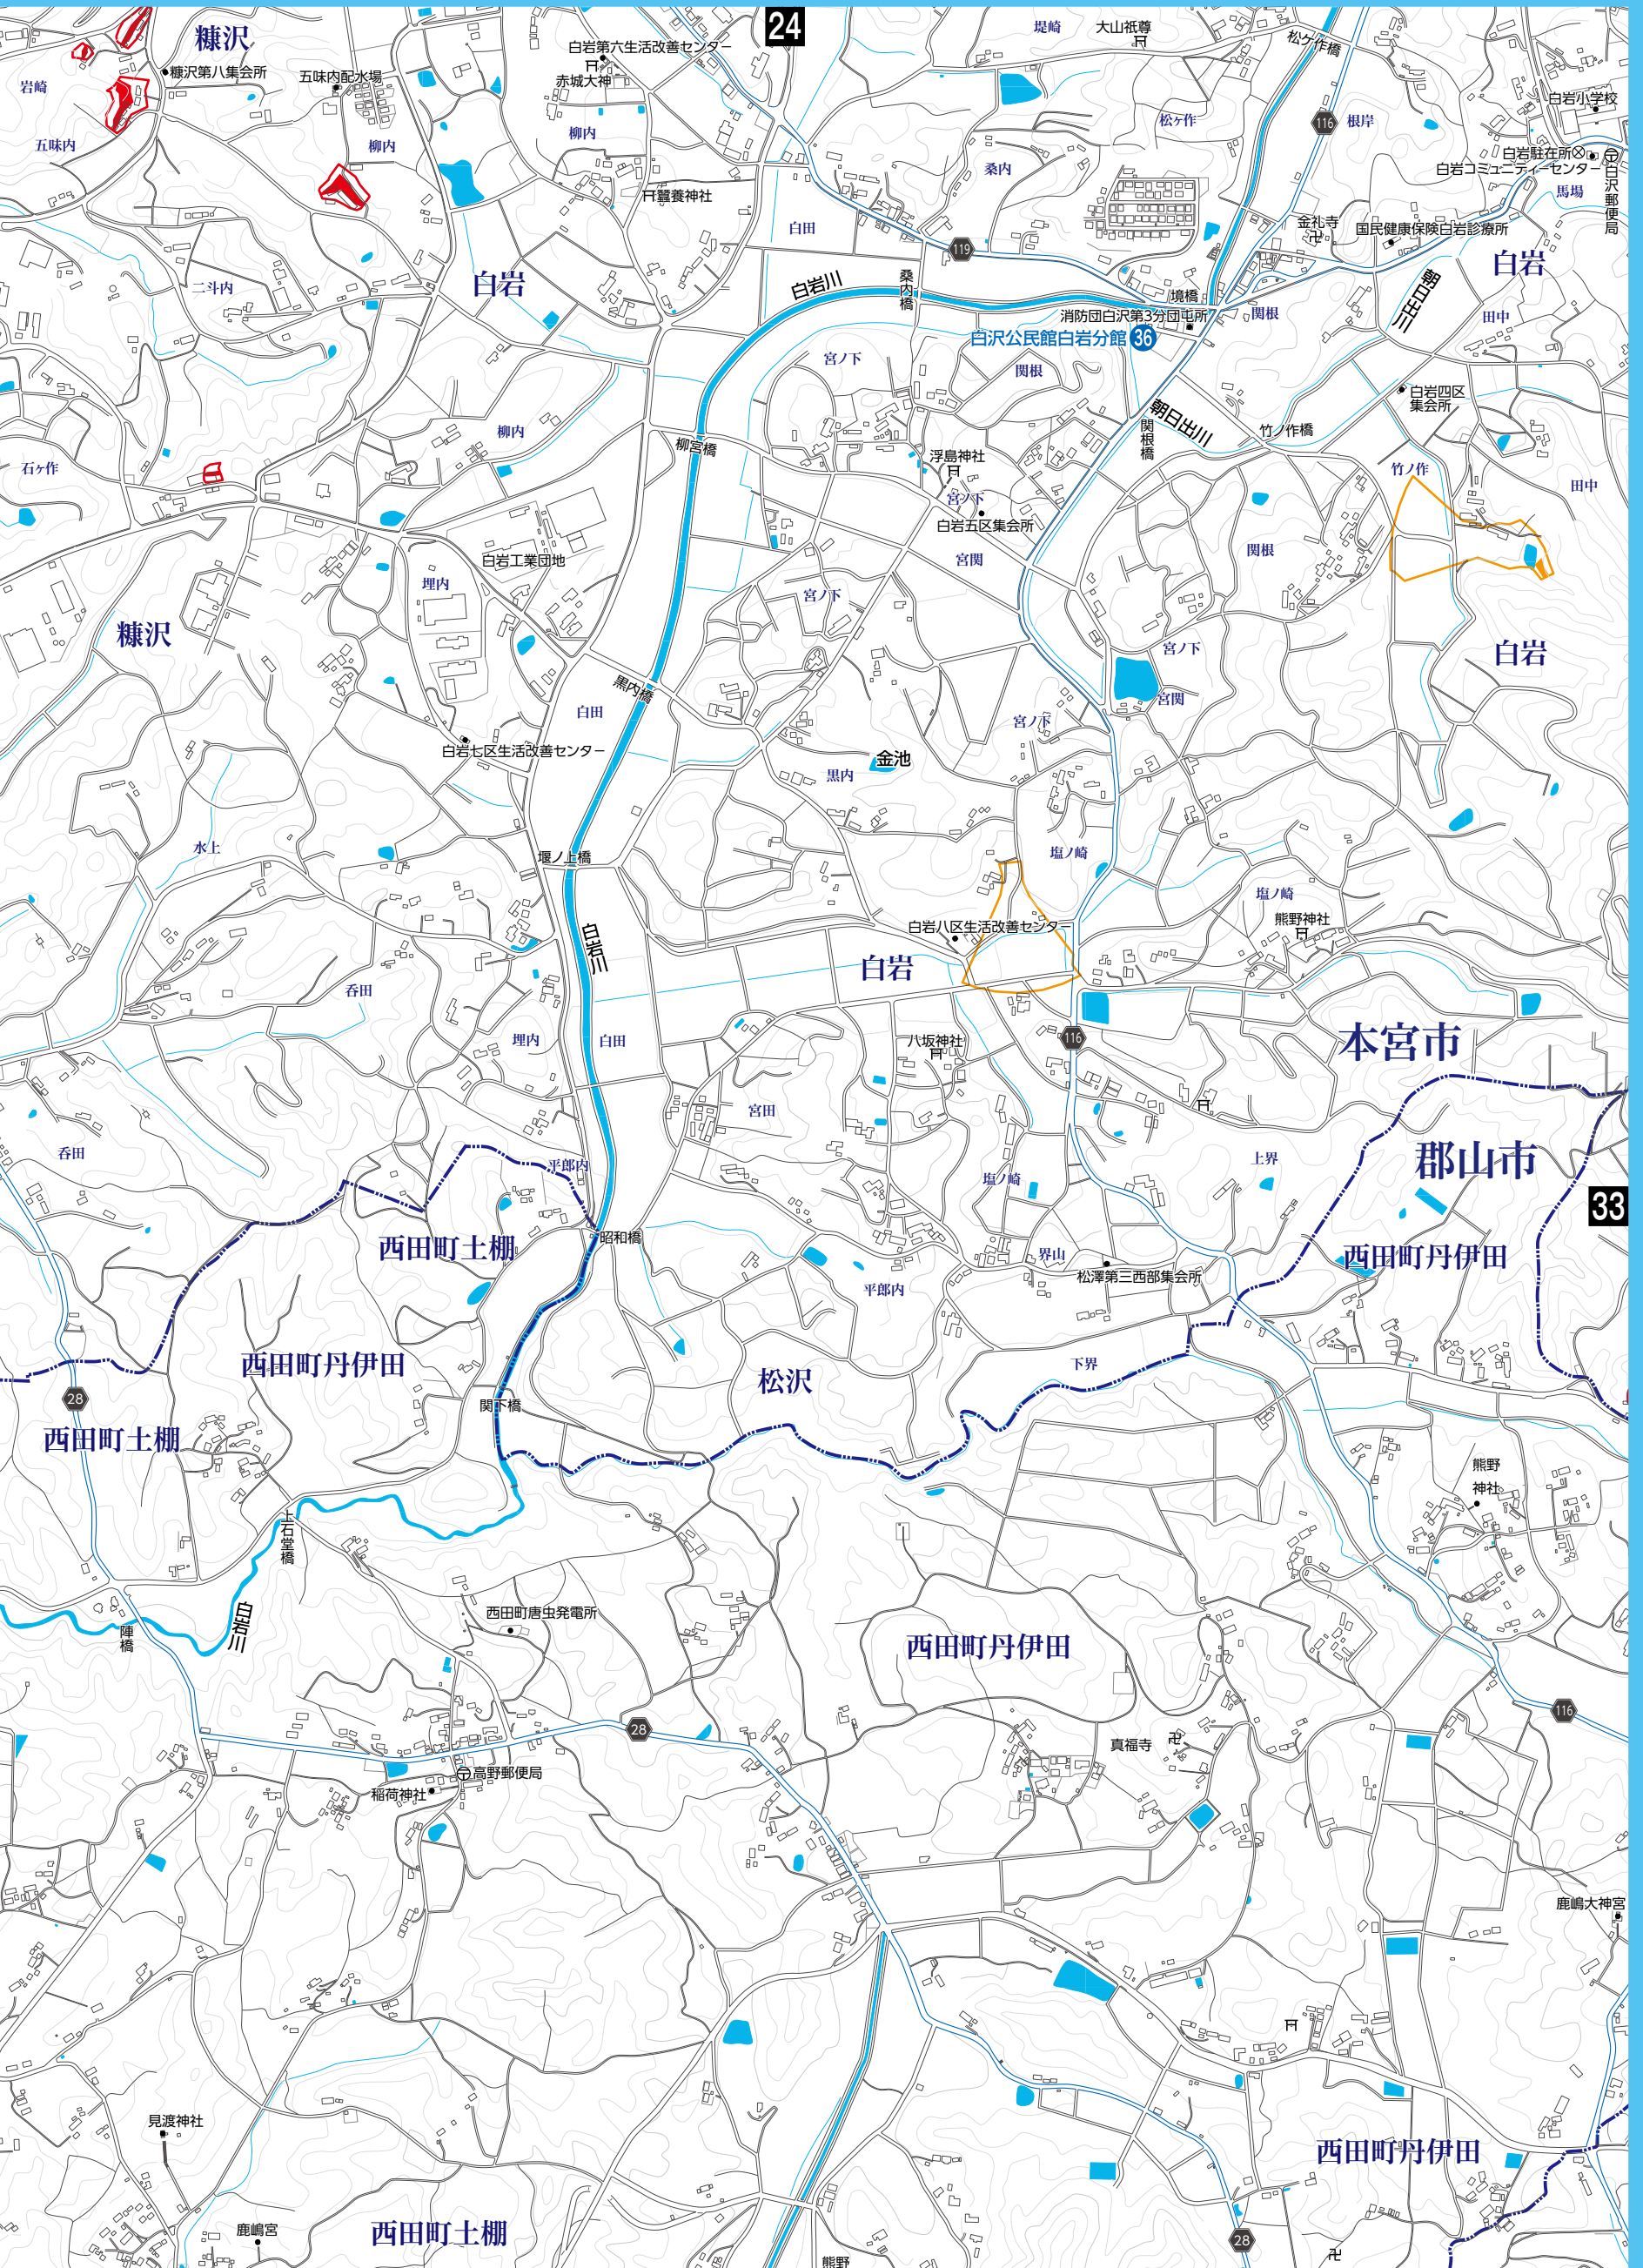 24
糠沢
糠沢第八集会所
岩崎
五味内
五味内配水場
柳内
白岩第六生活改善センター
赤城大神
柳内
蠶養神社
堤崎
大山祇尊
松ケ作橋
松ケ作
116
根岸
白岩小学校
白岩駐在所
白岩コミュニティーセンター
白沢郵便局
馬場
桑内
白田
119
金礼寺
国民健康保険白岩診療所
白岩
二斗内
白岩
白岩川
桑内橋
境橋
消防団白沢第3分団屯所
関根
朝日出川
田中
白沢公民館白岩分館 36
宮ノ下
関根
白岩四区
集会所
朝日出川
関根橋
竹ノ作橋
柳内
柳宮橋
石ケ作
浮島神社
宮ノ下
白岩五区集会所
竹ノ作
田中
白岩工業団地
宮関
関根
埋内
宮ノ下
糠沢
宮ノ下
白岩
黒内橋
白田
宮関
宮ノ下
白岩七区生活改善センター
金池
黒内
水上
堰ノ上橋
塩ノ崎
塩ノ崎
白岩八区生活改善センター
熊野神社
白岩川
白岩
呑田
埋内
白田
八坂神社
116
本宮市
宮田
呑田
平郎内
塩ノ崎
上界
郡山市
33
西田町土棚
昭和橋
界山
松澤第三西部集会所
西田町丹伊田
平郎内
西田町丹伊田
松沢
下界
28
関下橋
西田町土棚
熊野
神社
上石堂橋
白岩川
陣橋
西田町唐虫発電所
西田町丹伊田
116
28
真福寺
高野郵便局
稲荷神社
鹿嶋大神宮
見渡神社
西田町丹伊田
鹿嶋宮
西田町土棚
28
熊野